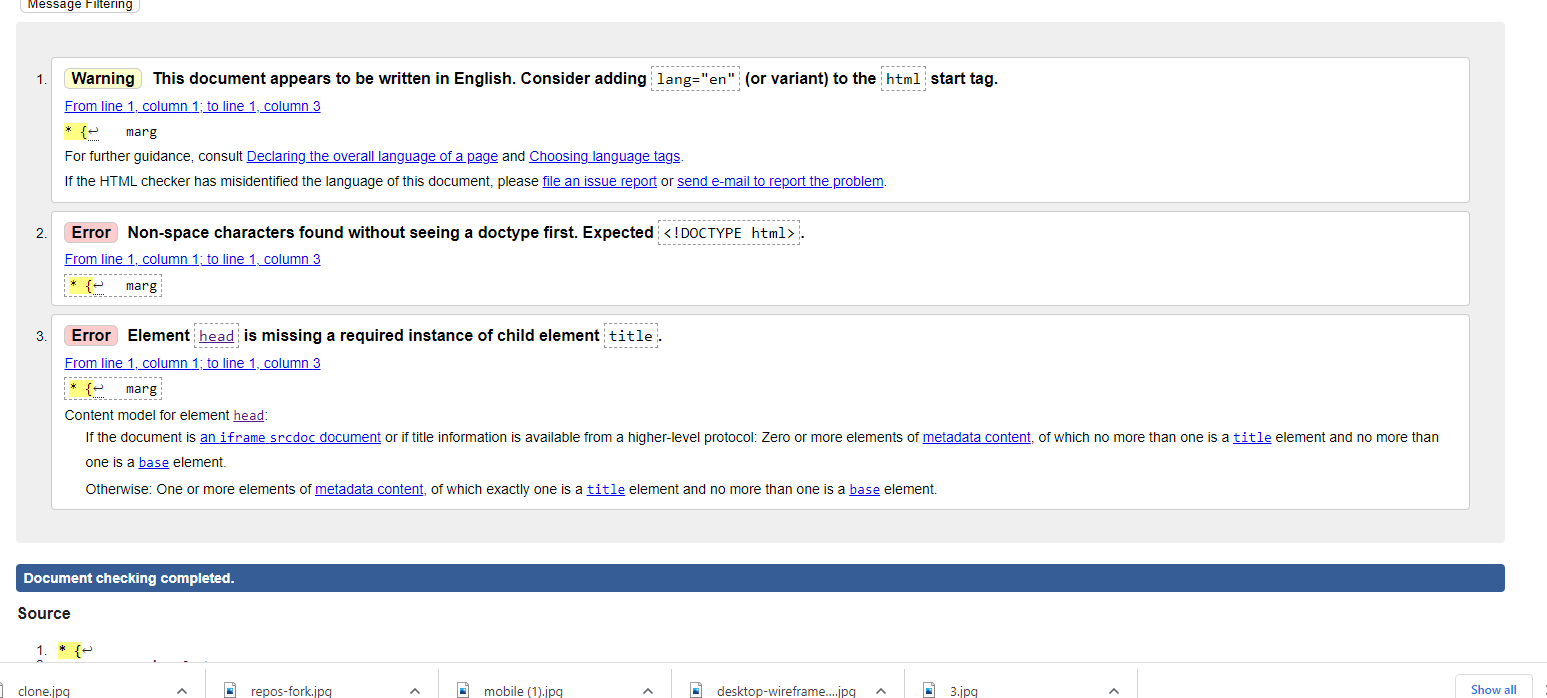 Message Filtering
1. Warning This document appears to be written in English. Consider adding lang="en" (or variant) to the html start tag.
From line 1, column 1; to line 1, column 3
* {↩ marg
For further guidance, consult Declaring the overall language of a page and Choosing language tags.
If the HTML checker has misidentified the language of this document, please file an issue report or send e-mail to report the problem.
2. Error Non-space characters found without seeing a doctype first. Expected <!DOCTYPE html>.
From line 1, column 1; to line 1, column 3
* {↩ marg
3. Error Element head is missing a required instance of child element title.
From line 1, column 1; to line 1, column 3
* {↩ marg
Content model for element head:
If the document is an iframe srcdoc document or if title information is available from a higher-level protocol: Zero or more elements of metadata content, of which no more than one is a title element and no more than
one is a base element.
Otherwise: One or more elements of metadata content, of which exactly one is a title element and no more than one is a base element.
Document checking completed.
Source
1. * {↩
clone.jpg repos-fork.jpg mobile (1).jpg desktop-wireframe....jpg 3.jpg Show all